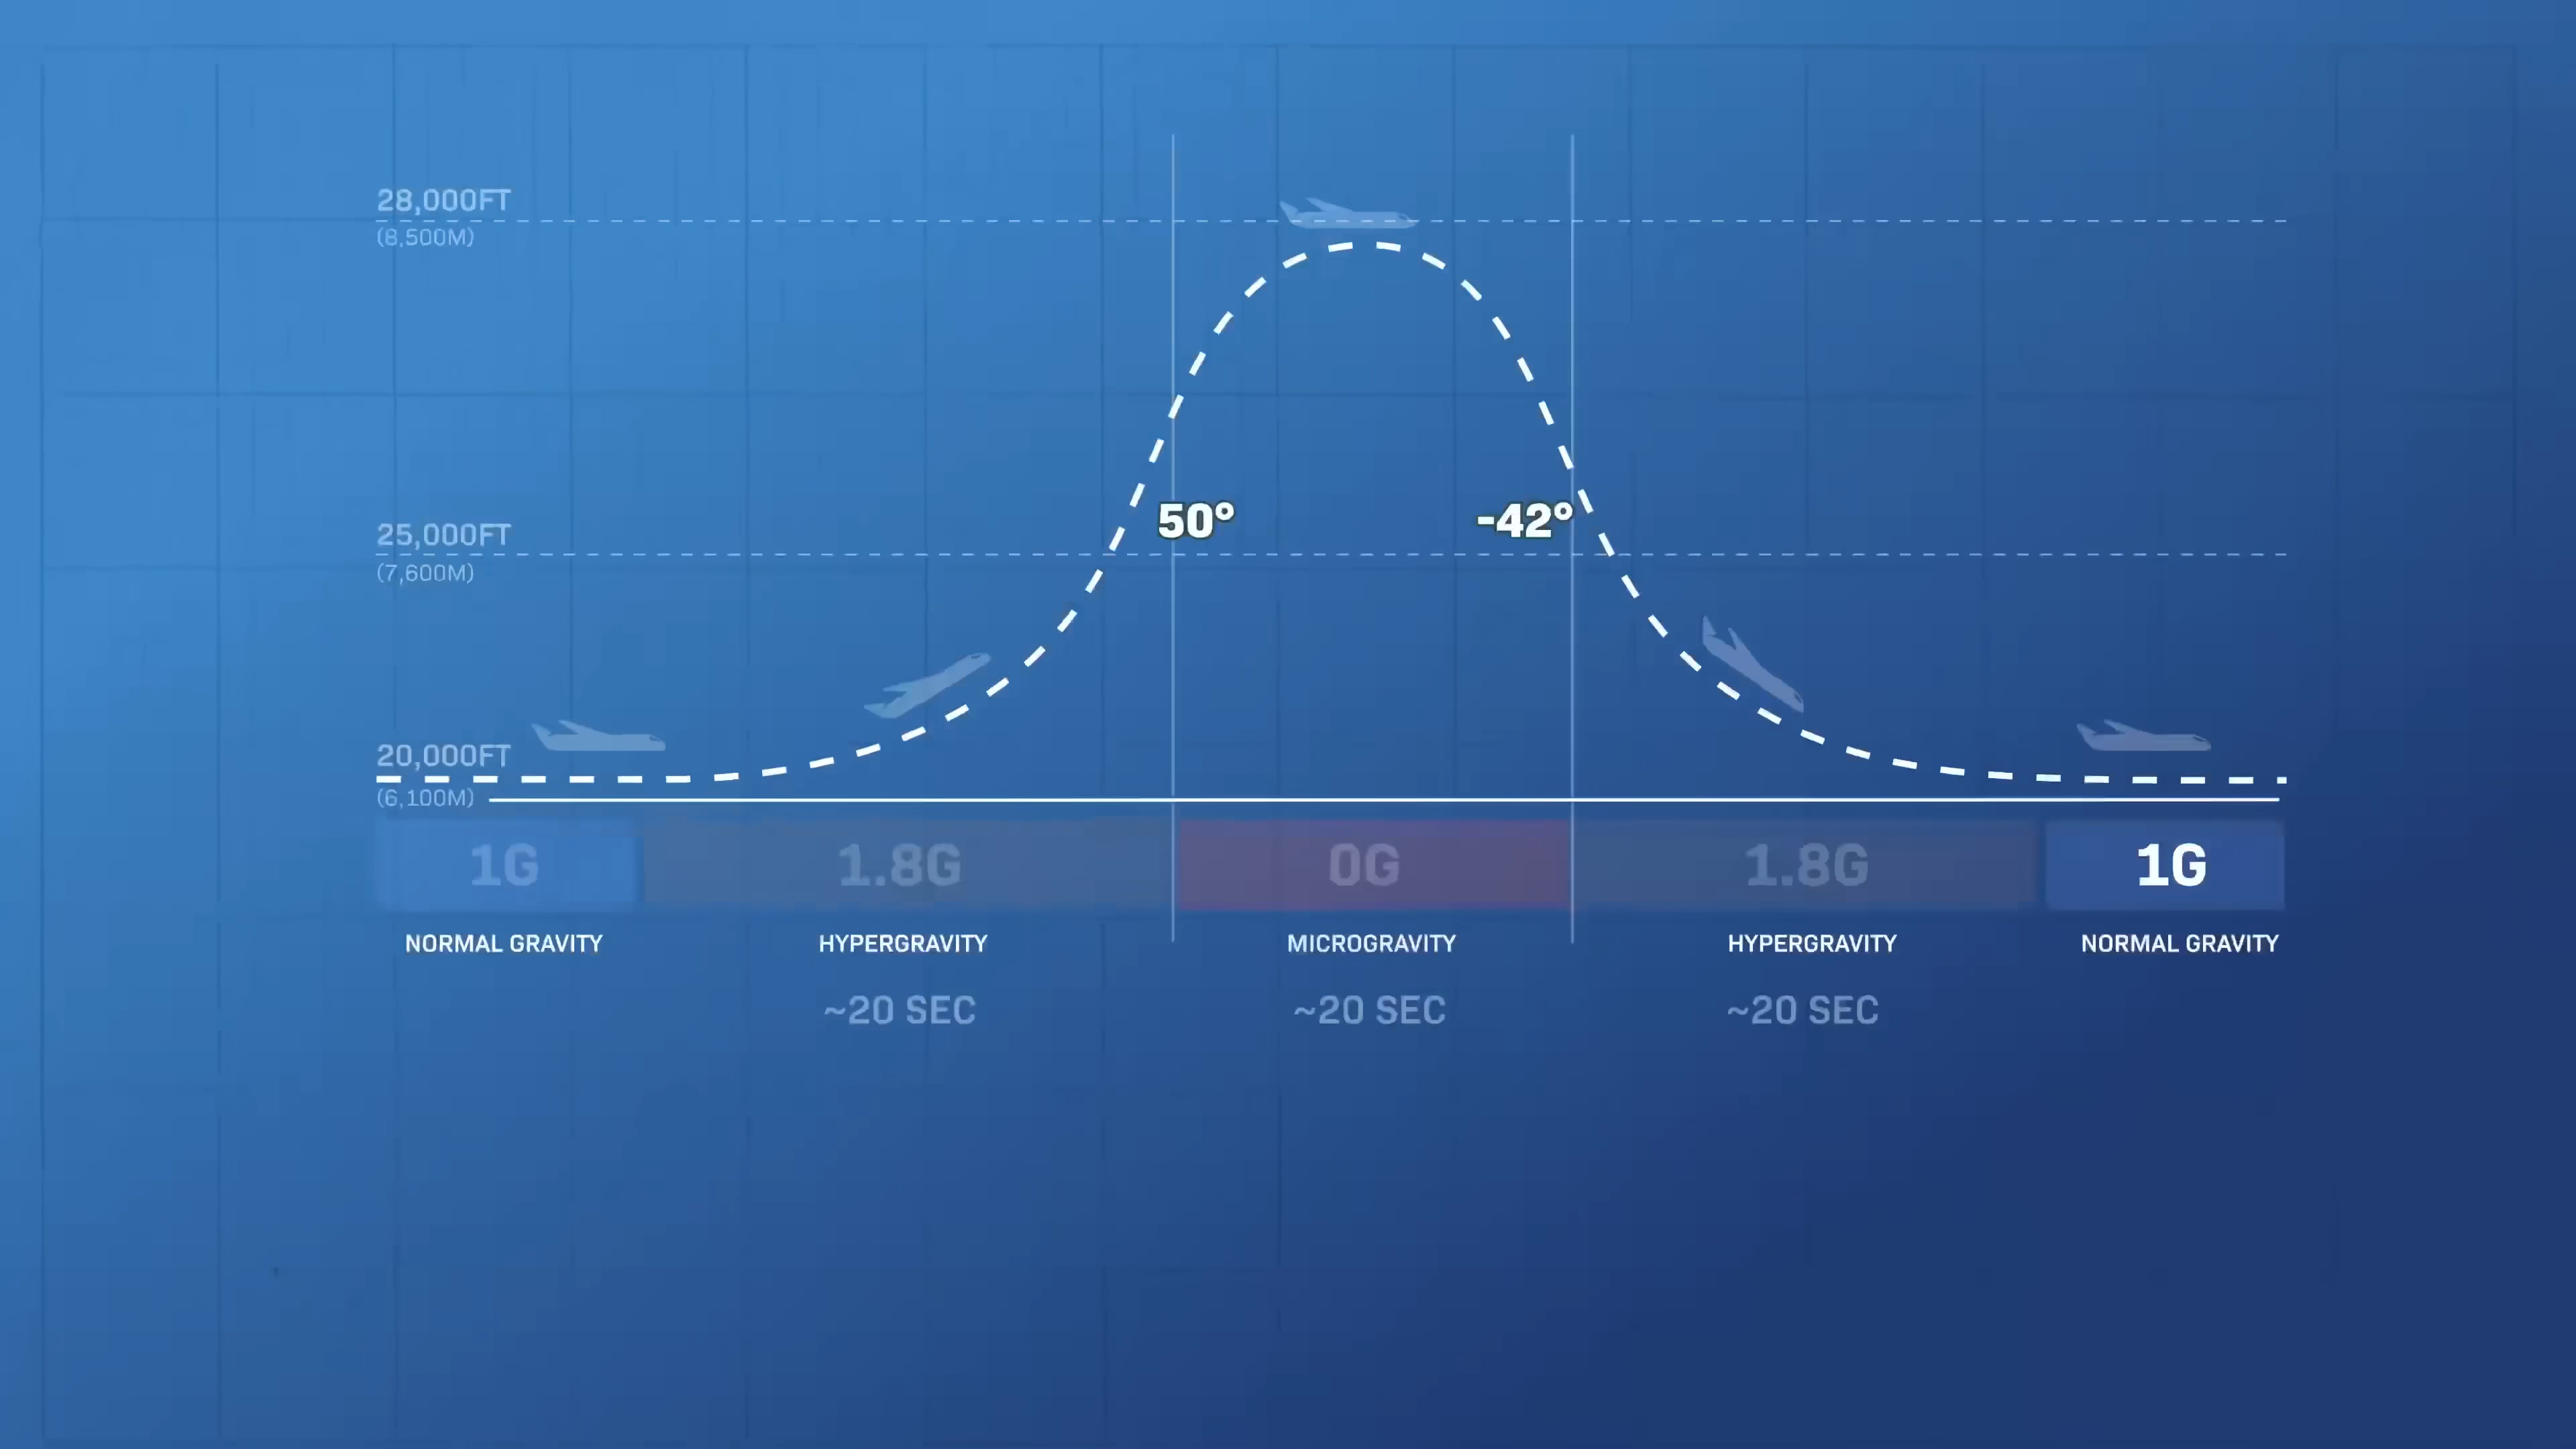 28,000FT
(8,500M)
50°
-42°
25,000FT
(7,600M)
20,000FT
(6,100M)
1G
1.8G
0G
1.8G
1G
NORMAL GRAVITY
HYPERGRAVITY
MICROGRAVITY
HYPERGRAVITY
NORMAL GRAVITY
~20 SEC
~20 SEC
~20 SEC